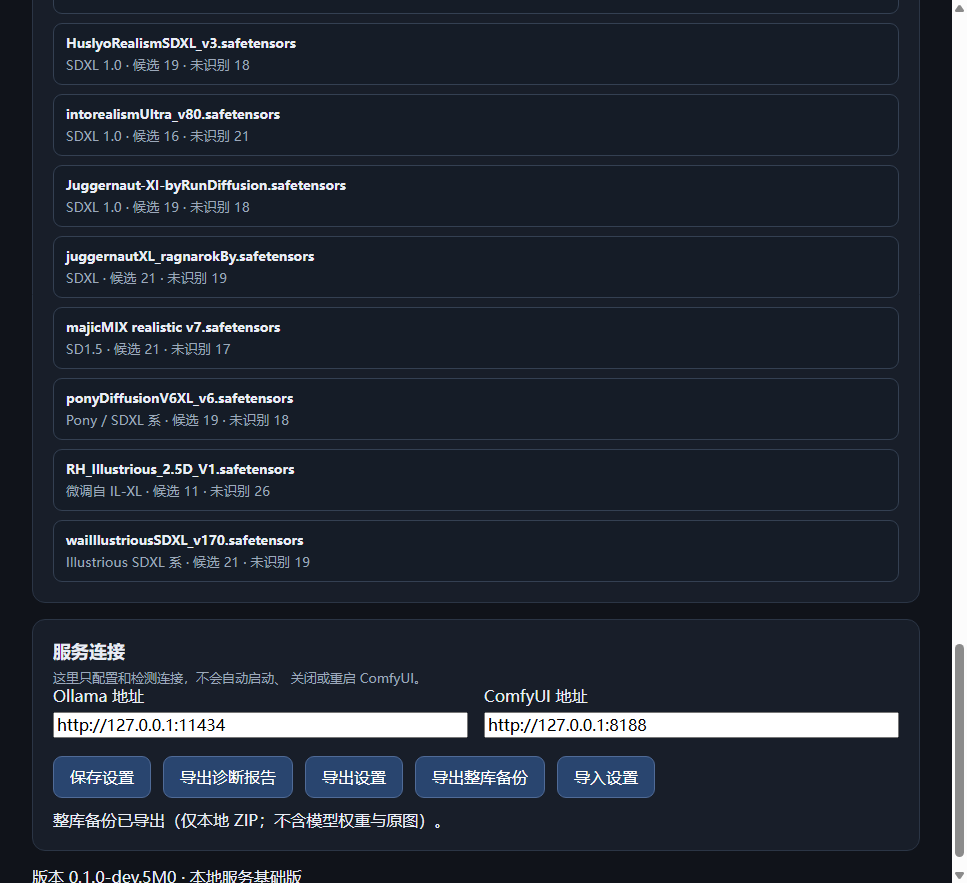 HuslyoRealismSDXL_v3.safetensors
SDXL 1.0 · 候选 19 · 未识别 18
intorealismUltra_v80.safetensors
SDXL 1.0 · 候选 16 · 未识别 21
Juggernaut-XI-byRunDiffusion.safetensors
SDXL 1.0 · 候选 19 · 未识别 18
juggernautXL_ragnarokBy.safetensors
SDXL · 候选 21 · 未识别 19
majicMIX realistic v7.safetensors
SD1.5 · 候选 21 · 未识别 17
ponyDiffusionV6XL_v6.safetensors
Pony / SDXL 系 · 候选 19 · 未识别 18
RH_Illustrious_2.5D_V1.safetensors
微调自 IL-XL · 候选 11 · 未识别 26
waiIllustriousSDXL_v170.safetensors
Illustrious SDXL 系 · 候选 21 · 未识别 19
服务连接
这里只配置和检测连接，不会自动启动、 关闭或重启 ComfyUI。
Ollama 地址 ComfyUI 地址
http://127.0.0.1:11434 http://127.0.0.1:8188
保存设置 导出诊断报告 导出设置 导出整库备份 导入设置
整库备份已导出（仅本地 ZIP；不含模型权重与原图）。
版本 0.1.0-dev.5M0 · 本地服务基础版